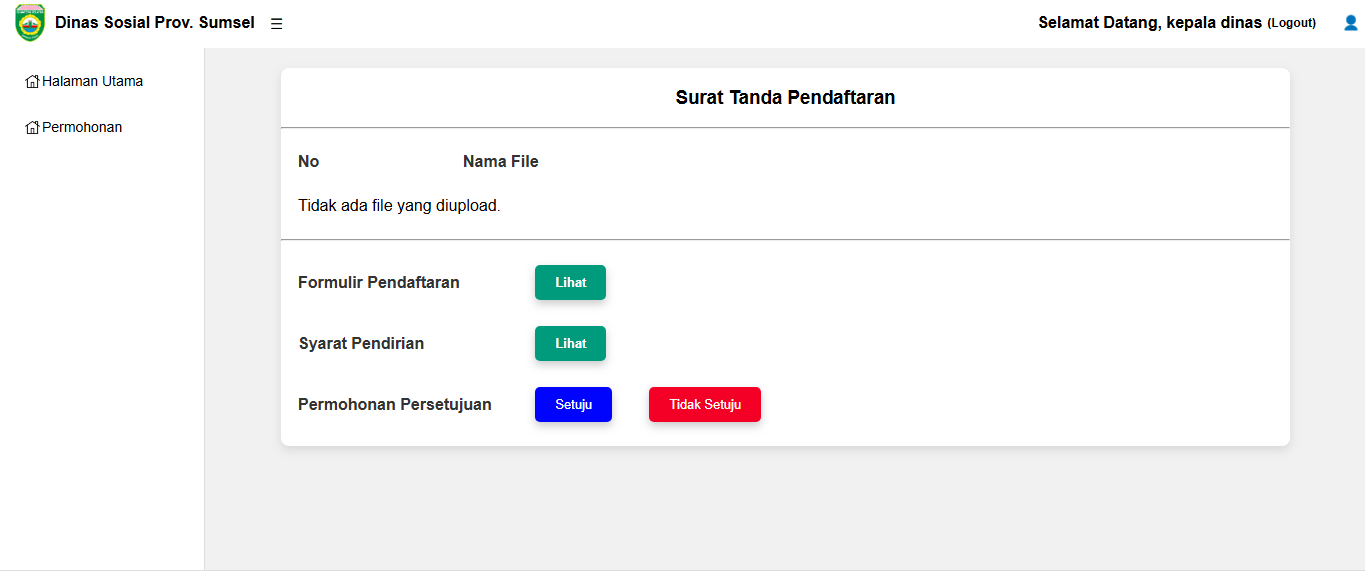 Dinas Sosial Prov. Sumsel ☰ Selamat Datang, kepala dinas (Logout)
Halaman Utama
Permohonan
Surat Tanda Pendaftaran
No Nama File
Tidak ada file yang diupload.
Formulir Pendaftaran Lihat
Syarat Pendirian Lihat
Permohonan Persetujuan Setuju Tidak Setuju